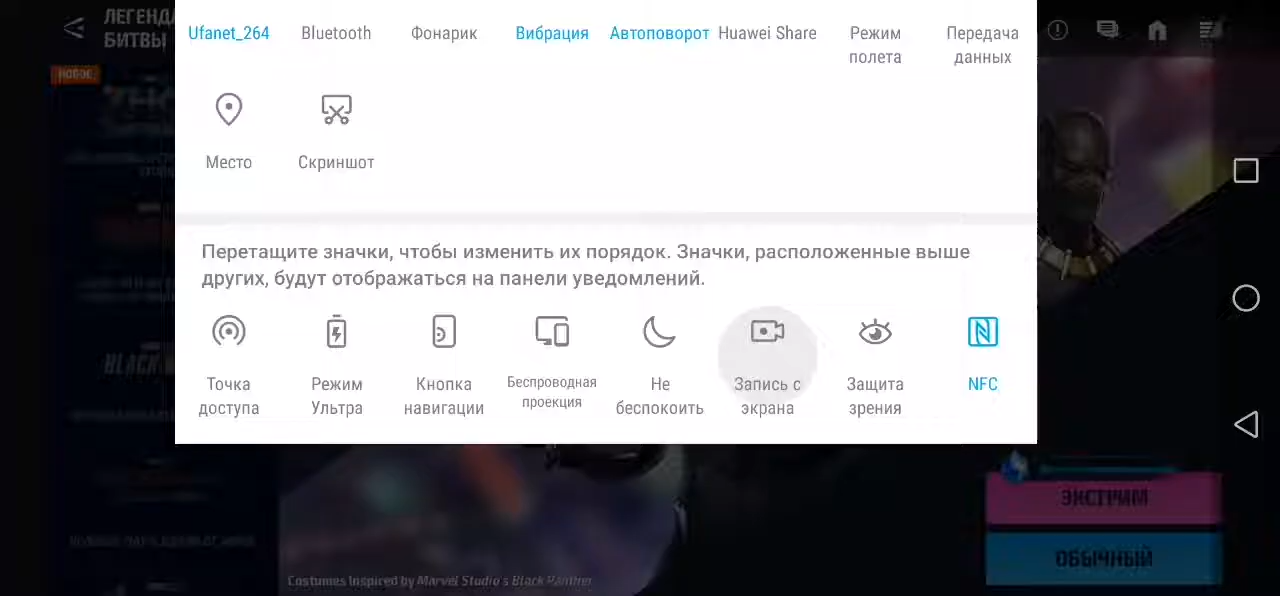 ЛЕГЕНДА
БИТВЫ
НОВОЕ
Ufanet_264
Bluetooth
Фонарик
Вибрация
Автоповорот
Huawei Share
Режим
полета
Передача
данных
Место
Скриншот
Перетащите значки, чтобы изменить их порядок. Значки, расположенные выше
других, будут отображаться на панели уведомлений.
Точка
доступа
Режим
Ультра
Кнопка
навигации
Беспроводная
проекция
Не
беспокоить
Запись с
экрана
Защита
зрения
NFC
BLACK
ЭКСТРИМ
ОБЫЧНЫЙ
Costumes Inspired by Marvel Studio's Black Panther